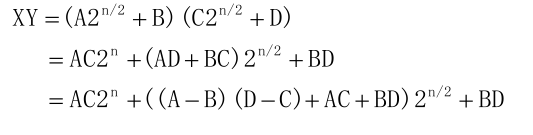 XY = (A2^{n/2} + B) (C2^{n/2} + D)
= AC2^n + (AD + BC) 2^{n/2} + BD
= AC2^n + ((A − B) (D − C) + AC + BD) 2^{n/2} + BD